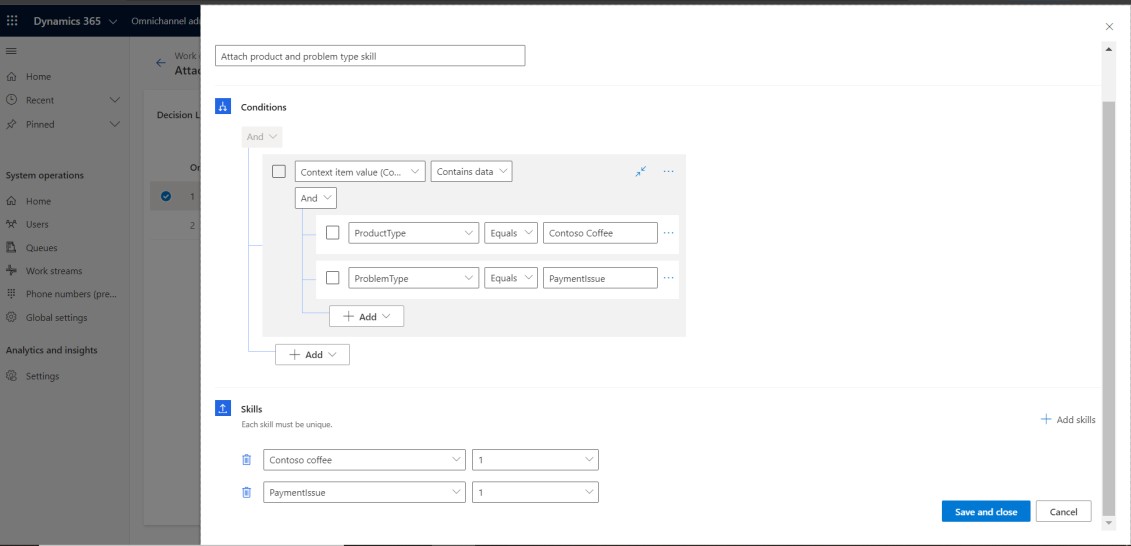 Dynamics 365 Omnichannel
Home
Recent
Pinned
System operations
Home
Users
Queues
Work streams
Phone numbers (pre...
Global settings
Analytics and insights
Settings
Work
Decision
1
2
Attach product and problem type skill
Conditions
And
Context item value (Co... Contains data ...
And
ProductType Equals Contoso Coffee ...
ProblemType Equals PaymentIssue ...
+ Add
+ Add
Skills
Each skill must be unique.
+ Add skills
Contoso coffee 1
PaymentIssue 1
Save and close Cancel